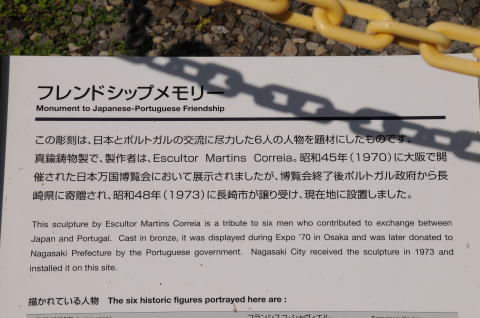 フレンドシップメモリー
Monument to Japanese-Portuguese Friendship
この彫刻は、日本とポルトガルの交流に尽力した6人の人物を題材にしたものです。
真鍮鋳物製で、製作者は、Escultor Martins Correia。昭和45年（1970）に大阪で開
催された日本万国博覧会において展示されましたが、博覧会終了後ポルトガル政府から長
崎県に寄贈され、昭和48年（1973）に長崎市が譲り受け、現在地に設置しました。
This sculpture by Escultor Martins Correia is a tribute to six men who contributed to exchange between
Japan and Portugal. Cast in bronze, it was displayed during Expo '70 in Osaka and was later donated to
Nagasaki Prefecture by the Portuguese government. Nagasaki City received the sculpture in 1973 and
installed it on this site.
描かれている人物 The six historic figures portrayed here are :